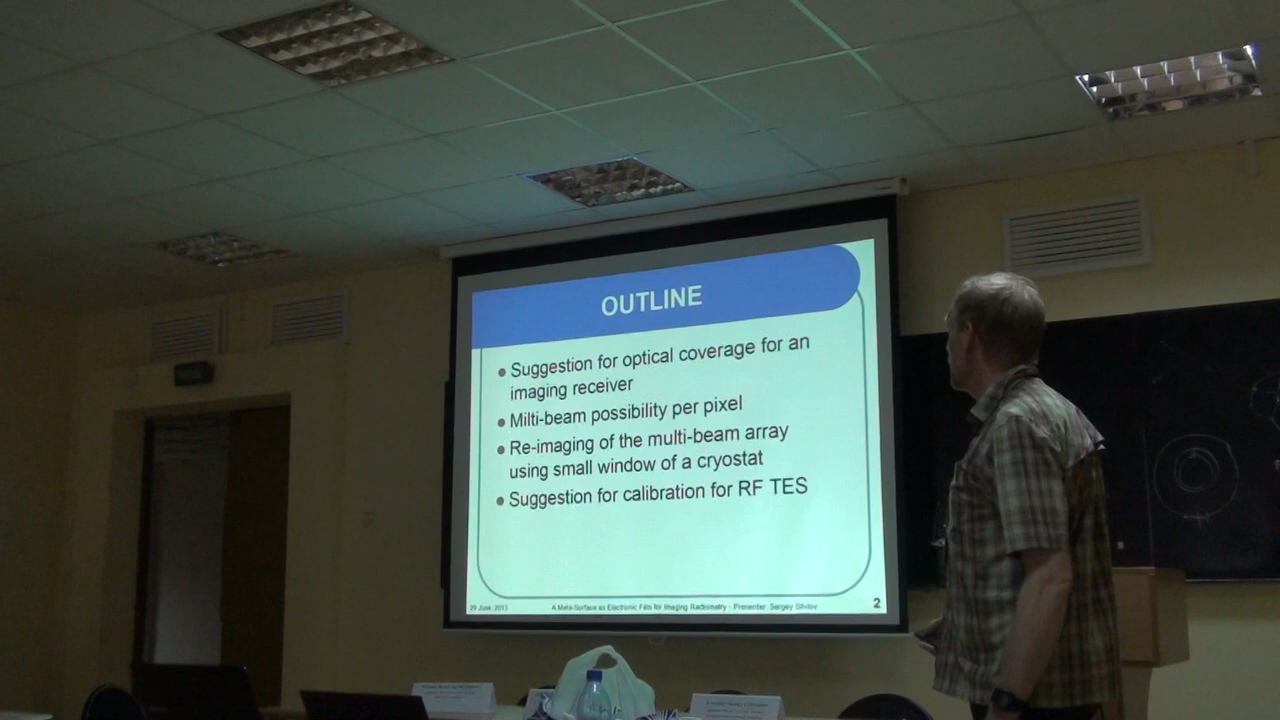 OUTLINE
Suggestion for optical coverage for an
imaging receiver
Milti-beam possibility per pixel
Re-imaging of the multi-beam array
using small window of a cryostat
Suggestion for calibration for RF TES
29 June, 2013
A Meta-Surface as Electronic Film for Imaging Radiometry - Presenter: Sergey Shitov
2